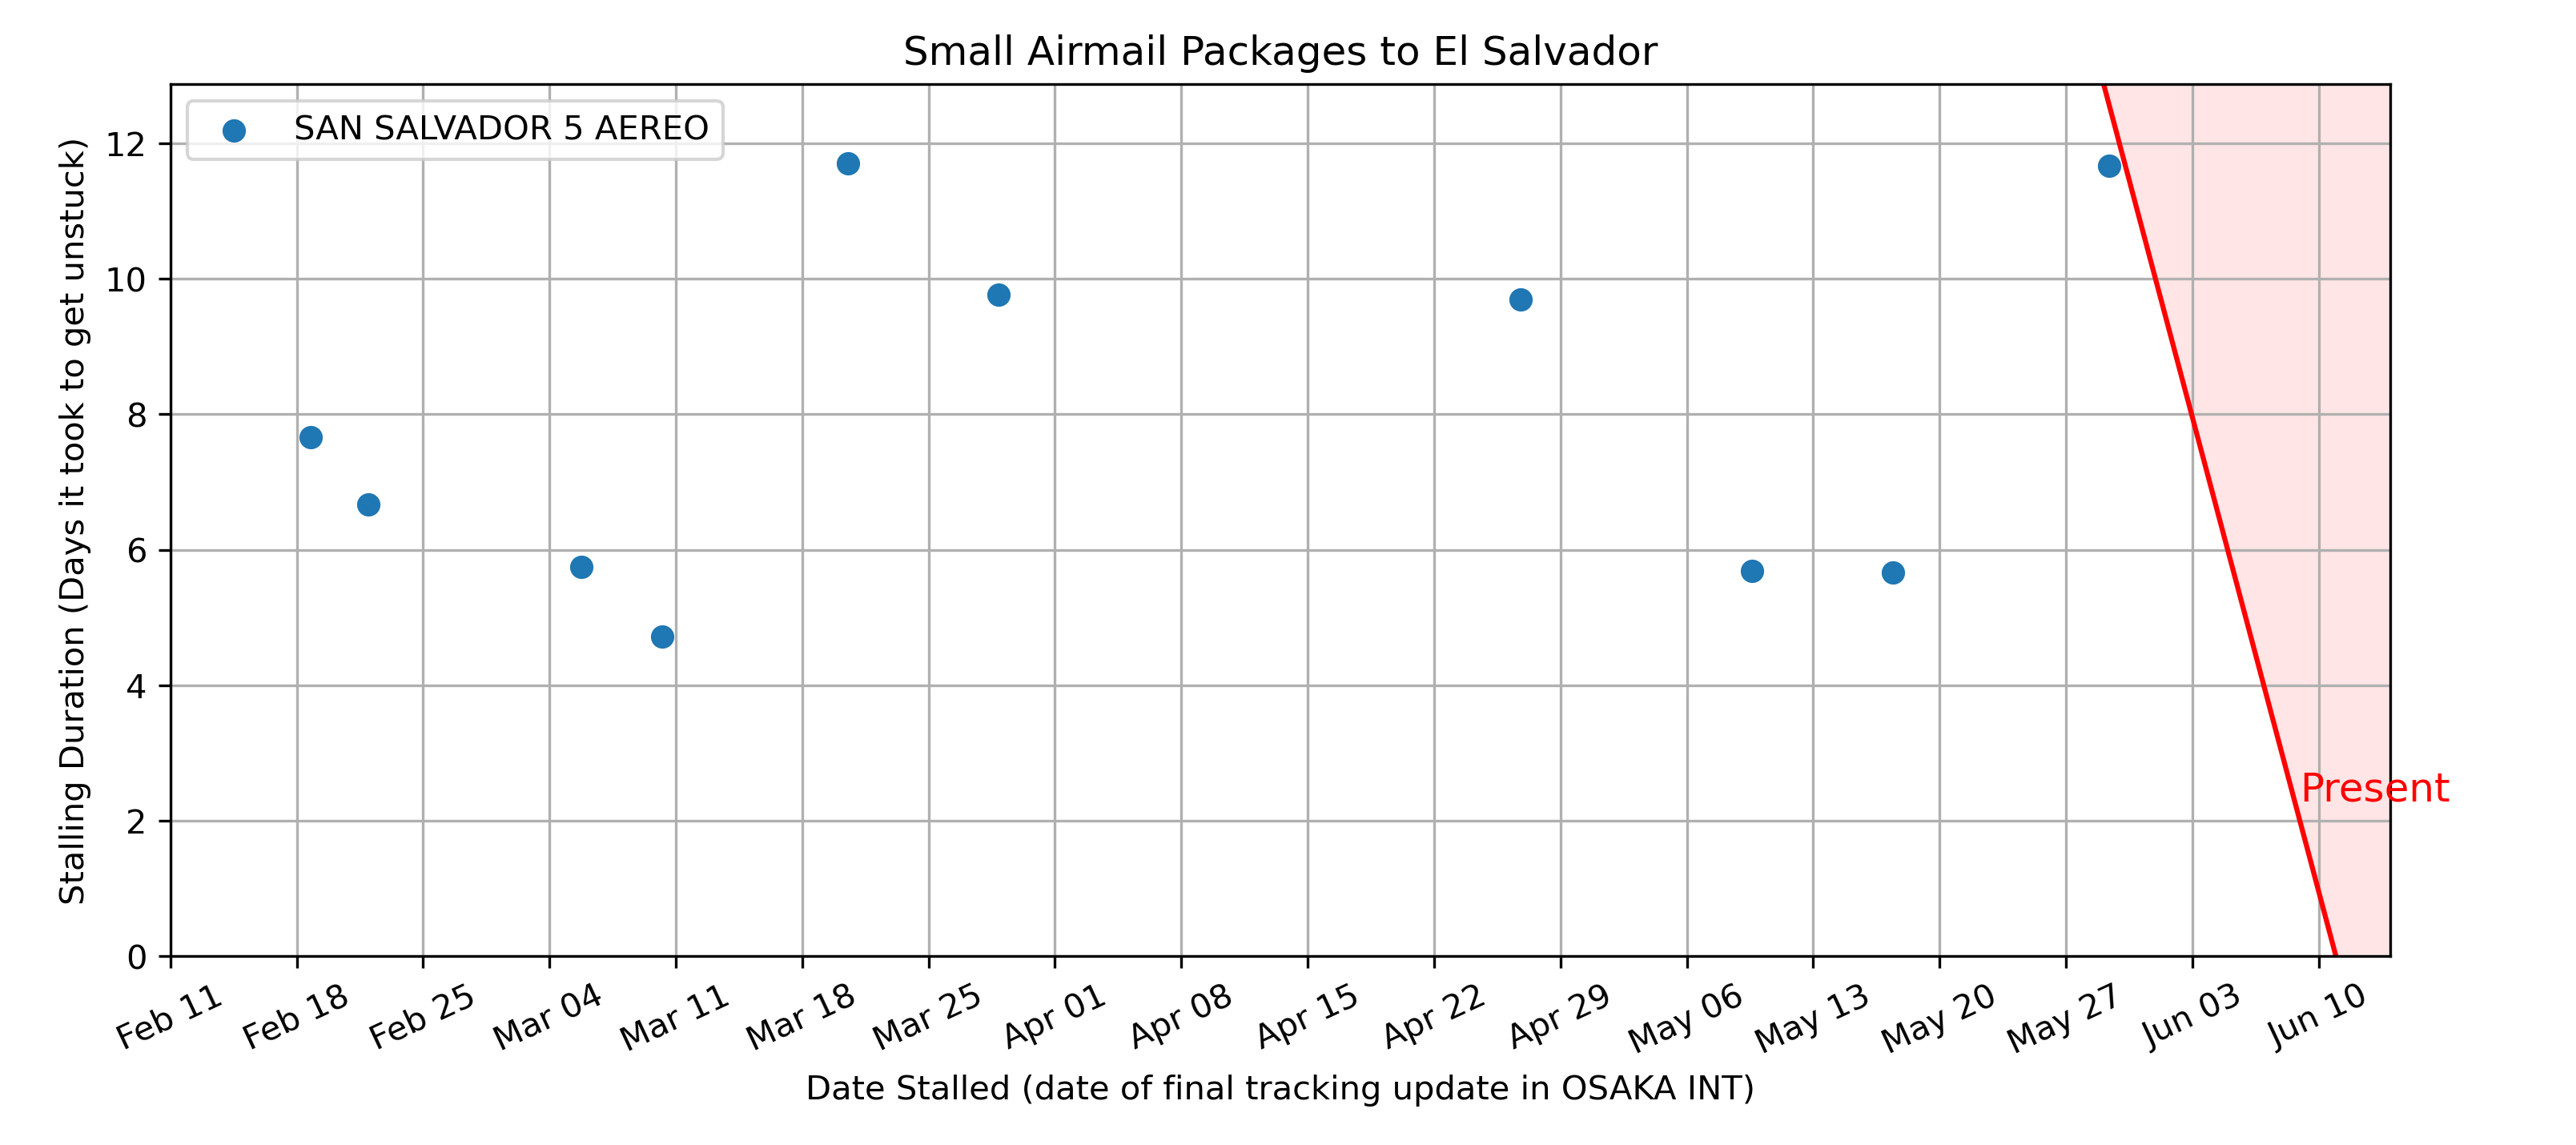 Small Airmail Packages to El Salvador
SAN SALVADOR 5 AEREO
Stalling Duration (Days it took to get unstuck)
12
10
8
6
4
2
0
Present
Feb 11
Feb 18
Feb 25
Mar 04
Mar 11
Mar 18
Mar 25
Apr 01
Apr 08
Apr 15
Apr 22
Apr 29
May 06
May 13
May 20
May 27
Jun 03
Jun 10
Date Stalled (date of final tracking update in OSAKA INT)